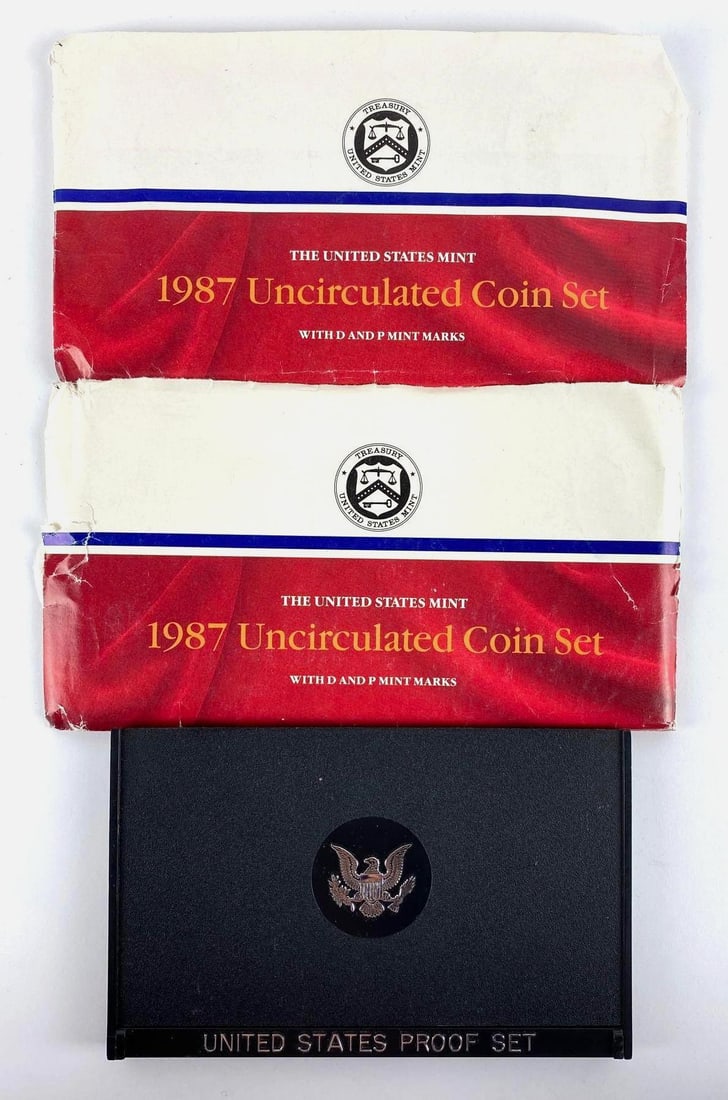 TREASURY
UNITED STATES MINT
THE UNITED STATES MINT
1987 Uncirculated Coin Set
WITH D AND P MINT MARKS
TREASURY
UNITED STATES MINT
THE UNITED STATES MINT
1987 Uncirculated Coin Set
WITH D AND P MINT MARKS
UNITED STATES PROOF SET